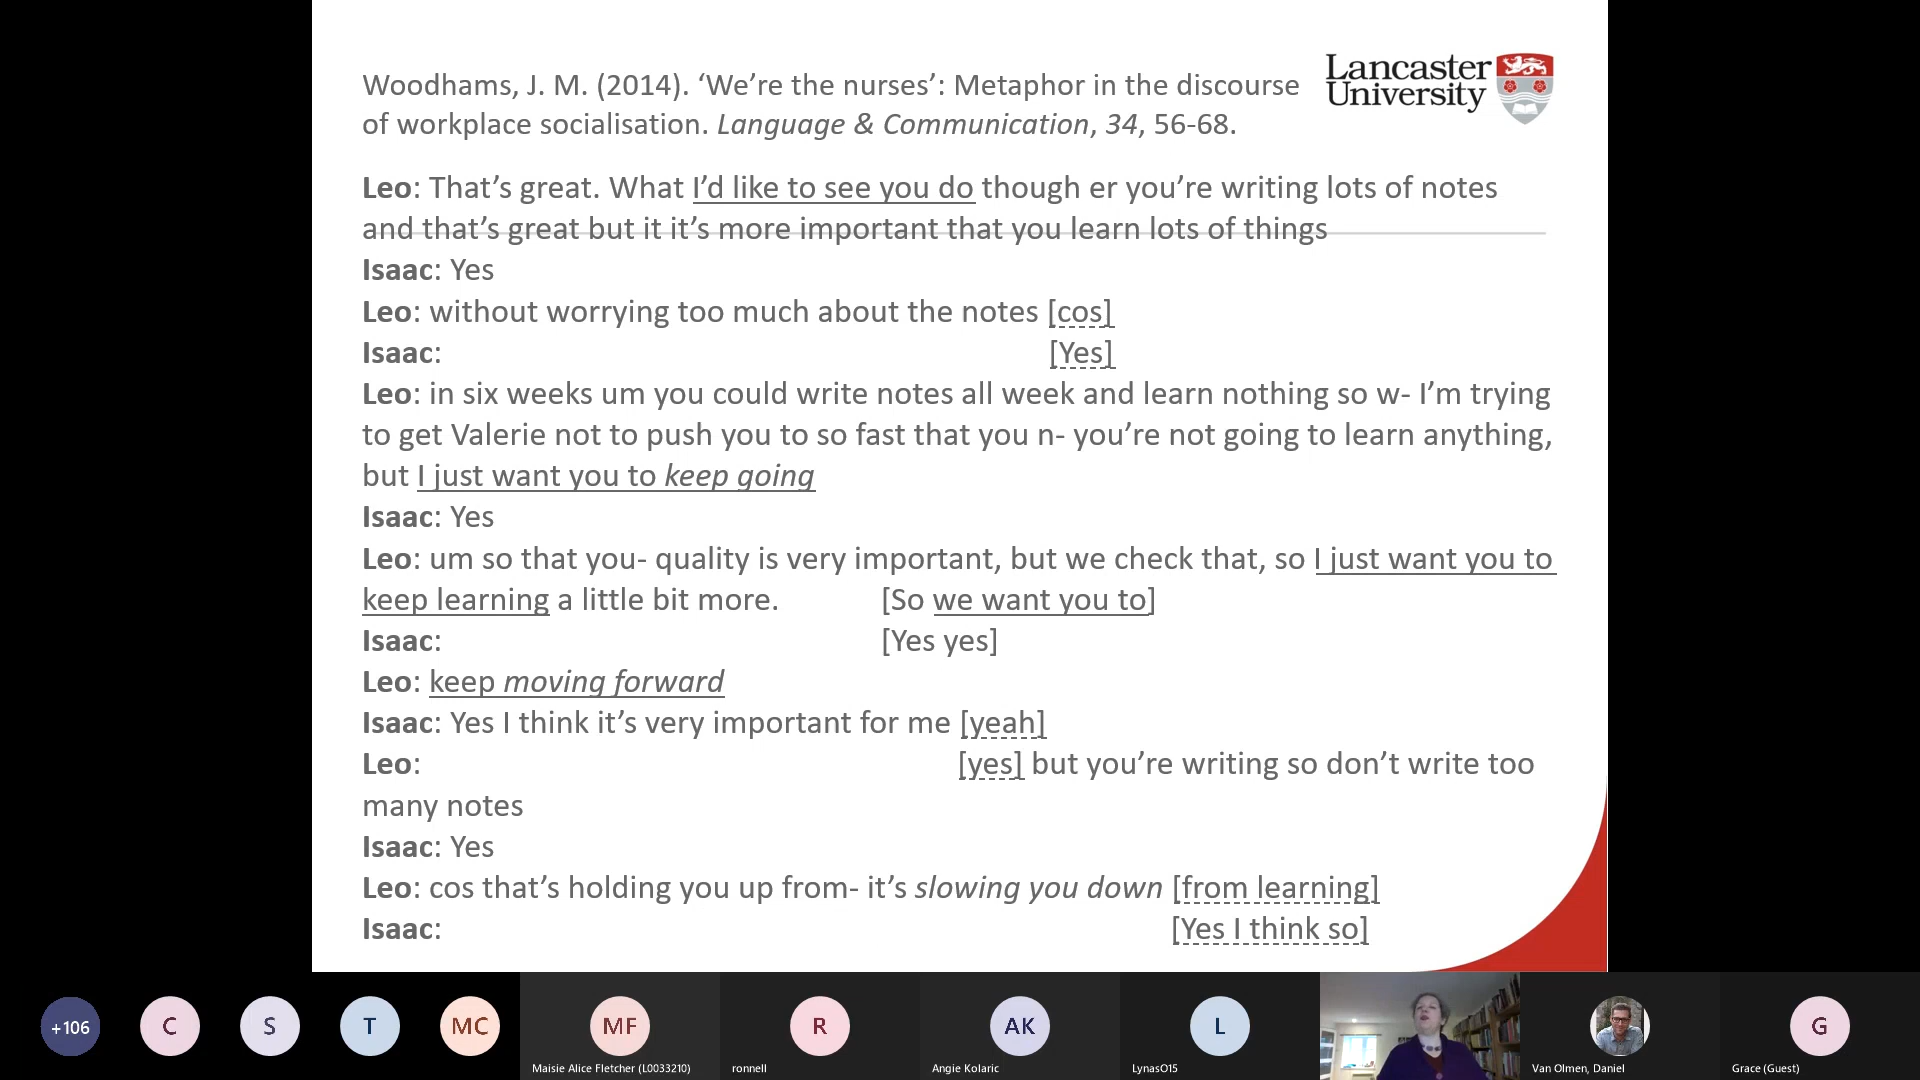 Woodhams, J. M. (2014). ‘We’re the nurses’: Metaphor in the discourse
of workplace socialisation. Language & Communication, 34, 56-68.
Lancaster
University
Leo: That’s great. What I’d like to see you do though er you’re writing lots of notes
and that’s great but it it’s more important that you learn lots of things
Isaac: Yes
Leo: without worrying too much about the notes [cos]
Isaac: [Yes]
Leo: in six weeks um you could write notes all week and learn nothing so w- I’m trying
to get Valerie not to push you to so fast that you n- you’re not going to learn anything,
but I just want you to keep going
Isaac: Yes
Leo: um so that you- quality is very important, but we check that, so I just want you to
keep learning a little bit more. [So we want you to]
Isaac: [Yes yes]
Leo: keep moving forward
Isaac: Yes I think it’s very important for me [yeah]
Leo: [yes] but you’re writing so don’t write too
many notes
Isaac: Yes
Leo: cos that’s holding you up from- it’s slowing you down [from learning]
Isaac: [Yes I think so]
+106 C S T MC MF R AK L G
Maisie Alice Fletcher (L0033210) ronnell Angie Kolaric LynasO15 Van Olmen, Daniel Grace (Guest)